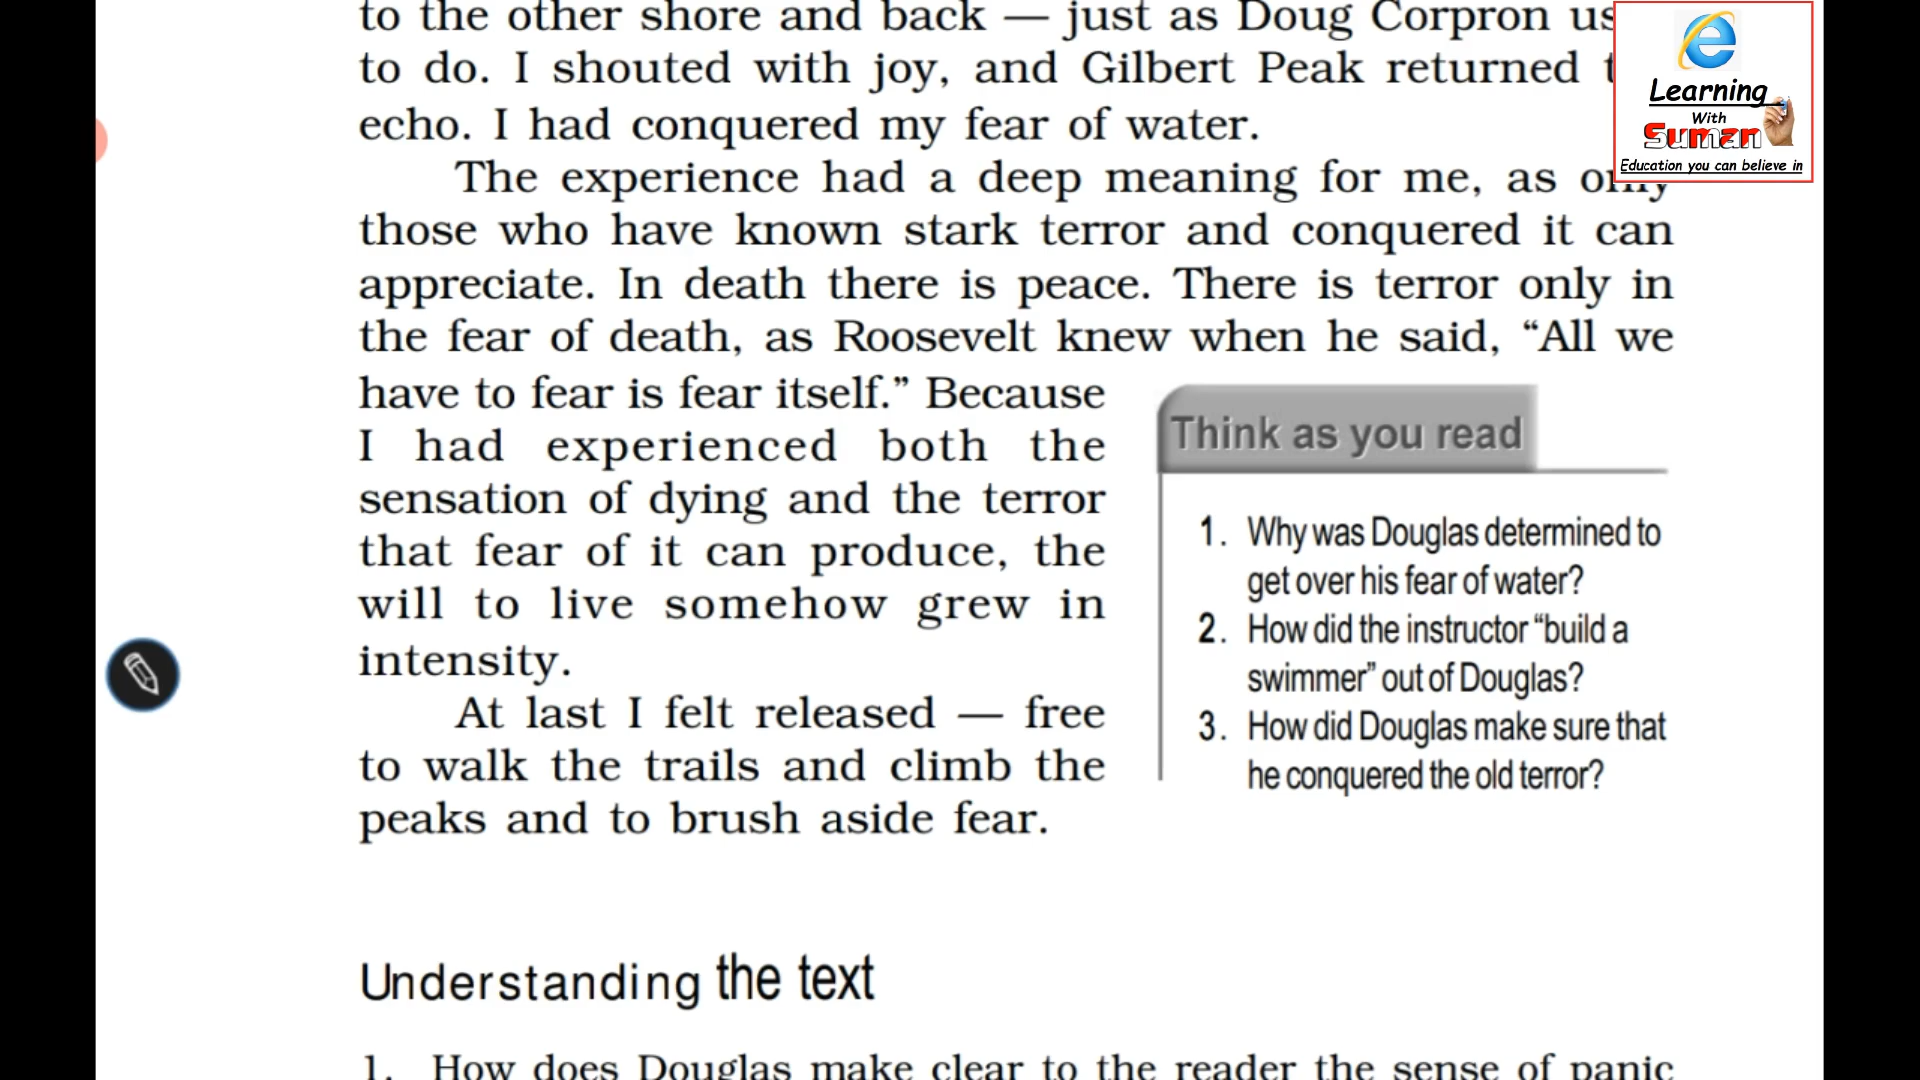 to the other shore and back — just as Doug Corpron
to do. I shouted with joy, and Gilbert Peak returned
echo. I had conquered my fear of water.
The experience had a deep meaning for me, as only
those who have known stark terror and conquered it can
appreciate. In death there is peace. There is terror only in
the fear of death, as Roosevelt knew when he said, “All we
have to fear is fear itself.” Because
I had experienced both the
sensation of dying and the terror
that fear of it can produce, the
will to live somehow grew in
intensity.
At last I felt released — free
to walk the trails and climb the
peaks and to brush aside fear.
Think as you read
1. Why was Douglas determined to
get over his fear of water?
2. How did the instructor “build a
swimmer” out of Douglas?
3. How did Douglas make sure that
he conquered the old terror?
Understanding the text
1. How does Douglas make clear to the reader the sense of panic
Learning
With
Suman
Education you can believe in